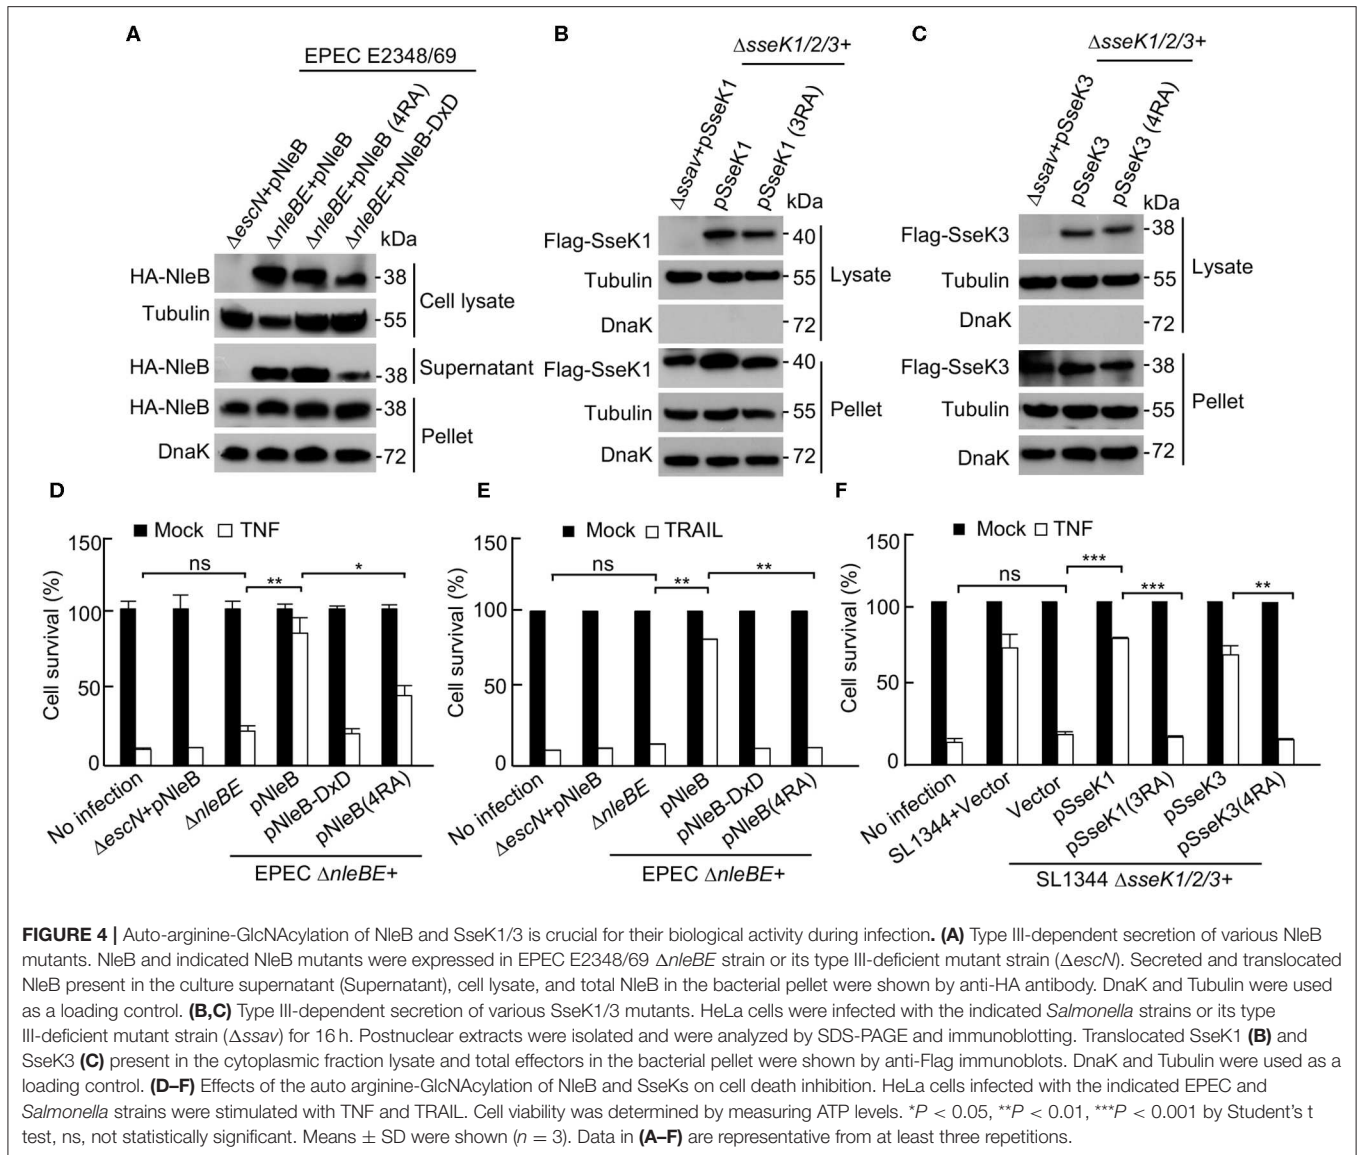 A
EPEC E2348/69
ΔescN+pNleB
ΔnleBE+pNleB
ΔnleBE+pNleB (4RA)
ΔnleBE+pNleB-DxD
kDa
HA-NleB
-38
Tubulin
-55
Cell lysate
HA-NleB
-38
Supernatant
HA-NleB
-38
DnaK
-72
Pellet
B
ΔsseK1/2/3+
Δssav+pSseK1
pSseK1
pSseK1 (3RA)
kDa
Flag-SseK1
-40
Tubulin
-55
Lysate
DnaK
-72
Flag-SseK1
-40
Tubulin
-55
Pellet
DnaK
-72
C
ΔsseK1/2/3+
Δssav+pSseK3
pSseK3
pSseK3 (4RA)
kDa
Flag-SseK3
-38
Tubulin
-55
Lysate
DnaK
-72
Flag-SseK3
-38
Tubulin
-55
Pellet
DnaK
-72
D
Mock TNF
Cell survival (%)
150
100
50
0
ns
**
*
No infection
ΔescN+pNleB
ΔnleBE
pNleB
pNleB-DxD
pNleB(4RA)
EPEC ΔnleBE+
E
Mock TRAIL
Cell survival (%)
150
100
50
0
ns
**
**
No infection
ΔescN+pNleB
ΔnleBE
pNleB
pNleB-DxD
pNleB(4RA)
EPEC ΔnleBE+
F
Mock TNF
Cell survival (%)
150
100
50
0
ns
***
***
**
No infection
SL1344+Vector
Vector
pSseK1
pSseK1(3RA)
pSseK3
pSseK3(4RA)
SL1344 ΔsseK1/2/3+
FIGURE 4 | Auto-arginine-GlcNAcylation of NleB and SseK1/3 is crucial for their biological activity during infection. (A) Type III-dependent secretion of various NleB
mutants. NleB and indicated NleB mutants were expressed in EPEC E2348/69 ΔnleBE strain or its type III-deficient mutant strain (ΔescN). Secreted and translocated
NleB present in the culture supernatant (Supernatant), cell lysate, and total NleB in the bacterial pellet were shown by anti-HA antibody. DnaK and Tubulin were used
as a loading control. (B,C) Type III-dependent secretion of various SseK1/3 mutants. HeLa cells were infected with the indicated Salmonella strains or its type
III-deficient mutant strain (Δssav) for 16 h. Postnuclear extracts were isolated and were analyzed by SDS-PAGE and immunoblotting. Translocated SseK1 (B) and
SseK3 (C) present in the cytoplasmic fraction lysate and total effectors in the bacterial pellet were shown by anti-Flag immunoblots. DnaK and Tubulin were used as a
loading control. (D–F) Effects of the auto arginine-GlcNAcylation of NleB and SseKs on cell death inhibition. HeLa cells infected with the indicated EPEC and
Salmonella strains were stimulated with TNF and TRAIL. Cell viability was determined by measuring ATP levels. *P < 0.05, **P < 0.01, ***P < 0.001 by Student's t
test, ns, not statistically significant. Means ± SD were shown (n = 3). Data in (A–F) are representative from at least three repetitions.